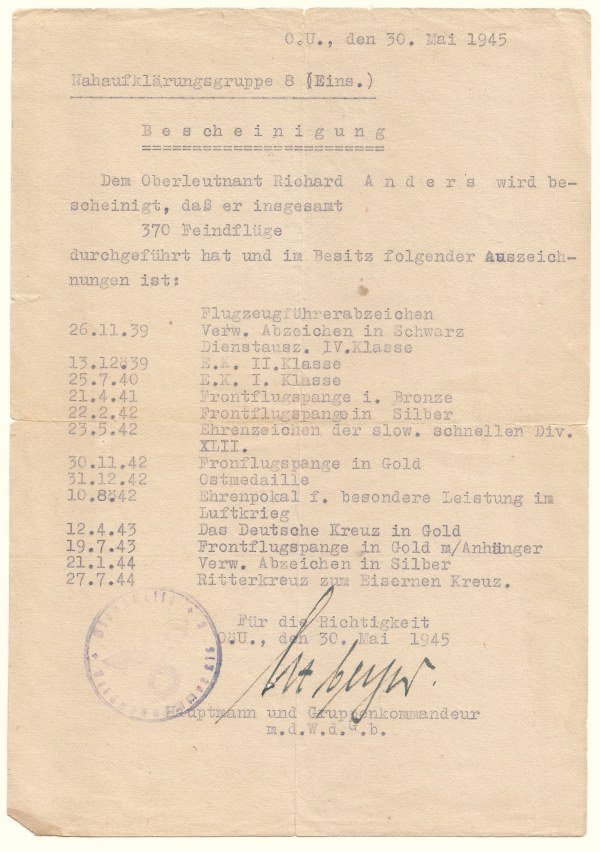 O.U., den 30. Mai 1945
Nahaufklärungsgruppe 8 (Eins.)
Bescheinigung
Dem Oberleutnant Richard Anders wird be-
scheinigt, daß er insgesamt
370 Feindflüge
durchgeführt hat und im Besitz folgender Auszeich-
nungen ist:
Flugzeugführerabzeichen
26.11.39 Verw. Abzeichen in Schwarz
Dienstausz. IV.Klasse
13.12.39 E.K. II.Klasse
25.7.40 E.K. I. Klasse
21.4.41 Frontflugspange i. Bronze
22.2.42 Frontflugspange in Silber
23.5.42 Ehrenzeichen der slow. schnellen Div.
XLII.
30.11.42 Fronflugspange in Gold
31.12.42 Ostmedaille
10.8.42 Ehrenpokal f. besondere Leistung im
Luftkrieg
12.4.43 Das Deutsche Kreuz in Gold
19.7.43 Frontflugspange in Gold m/Anhänger
21.1.44 Verw. Abzeichen in Silber
27.7.44 Ritterkreuz zum Eisernen Kreuz.
Für die Richtigkeit
O.U., den 30. Mai 1945
Hauptmann und Gruppenkommandeur
m.d.W.d.G.b.